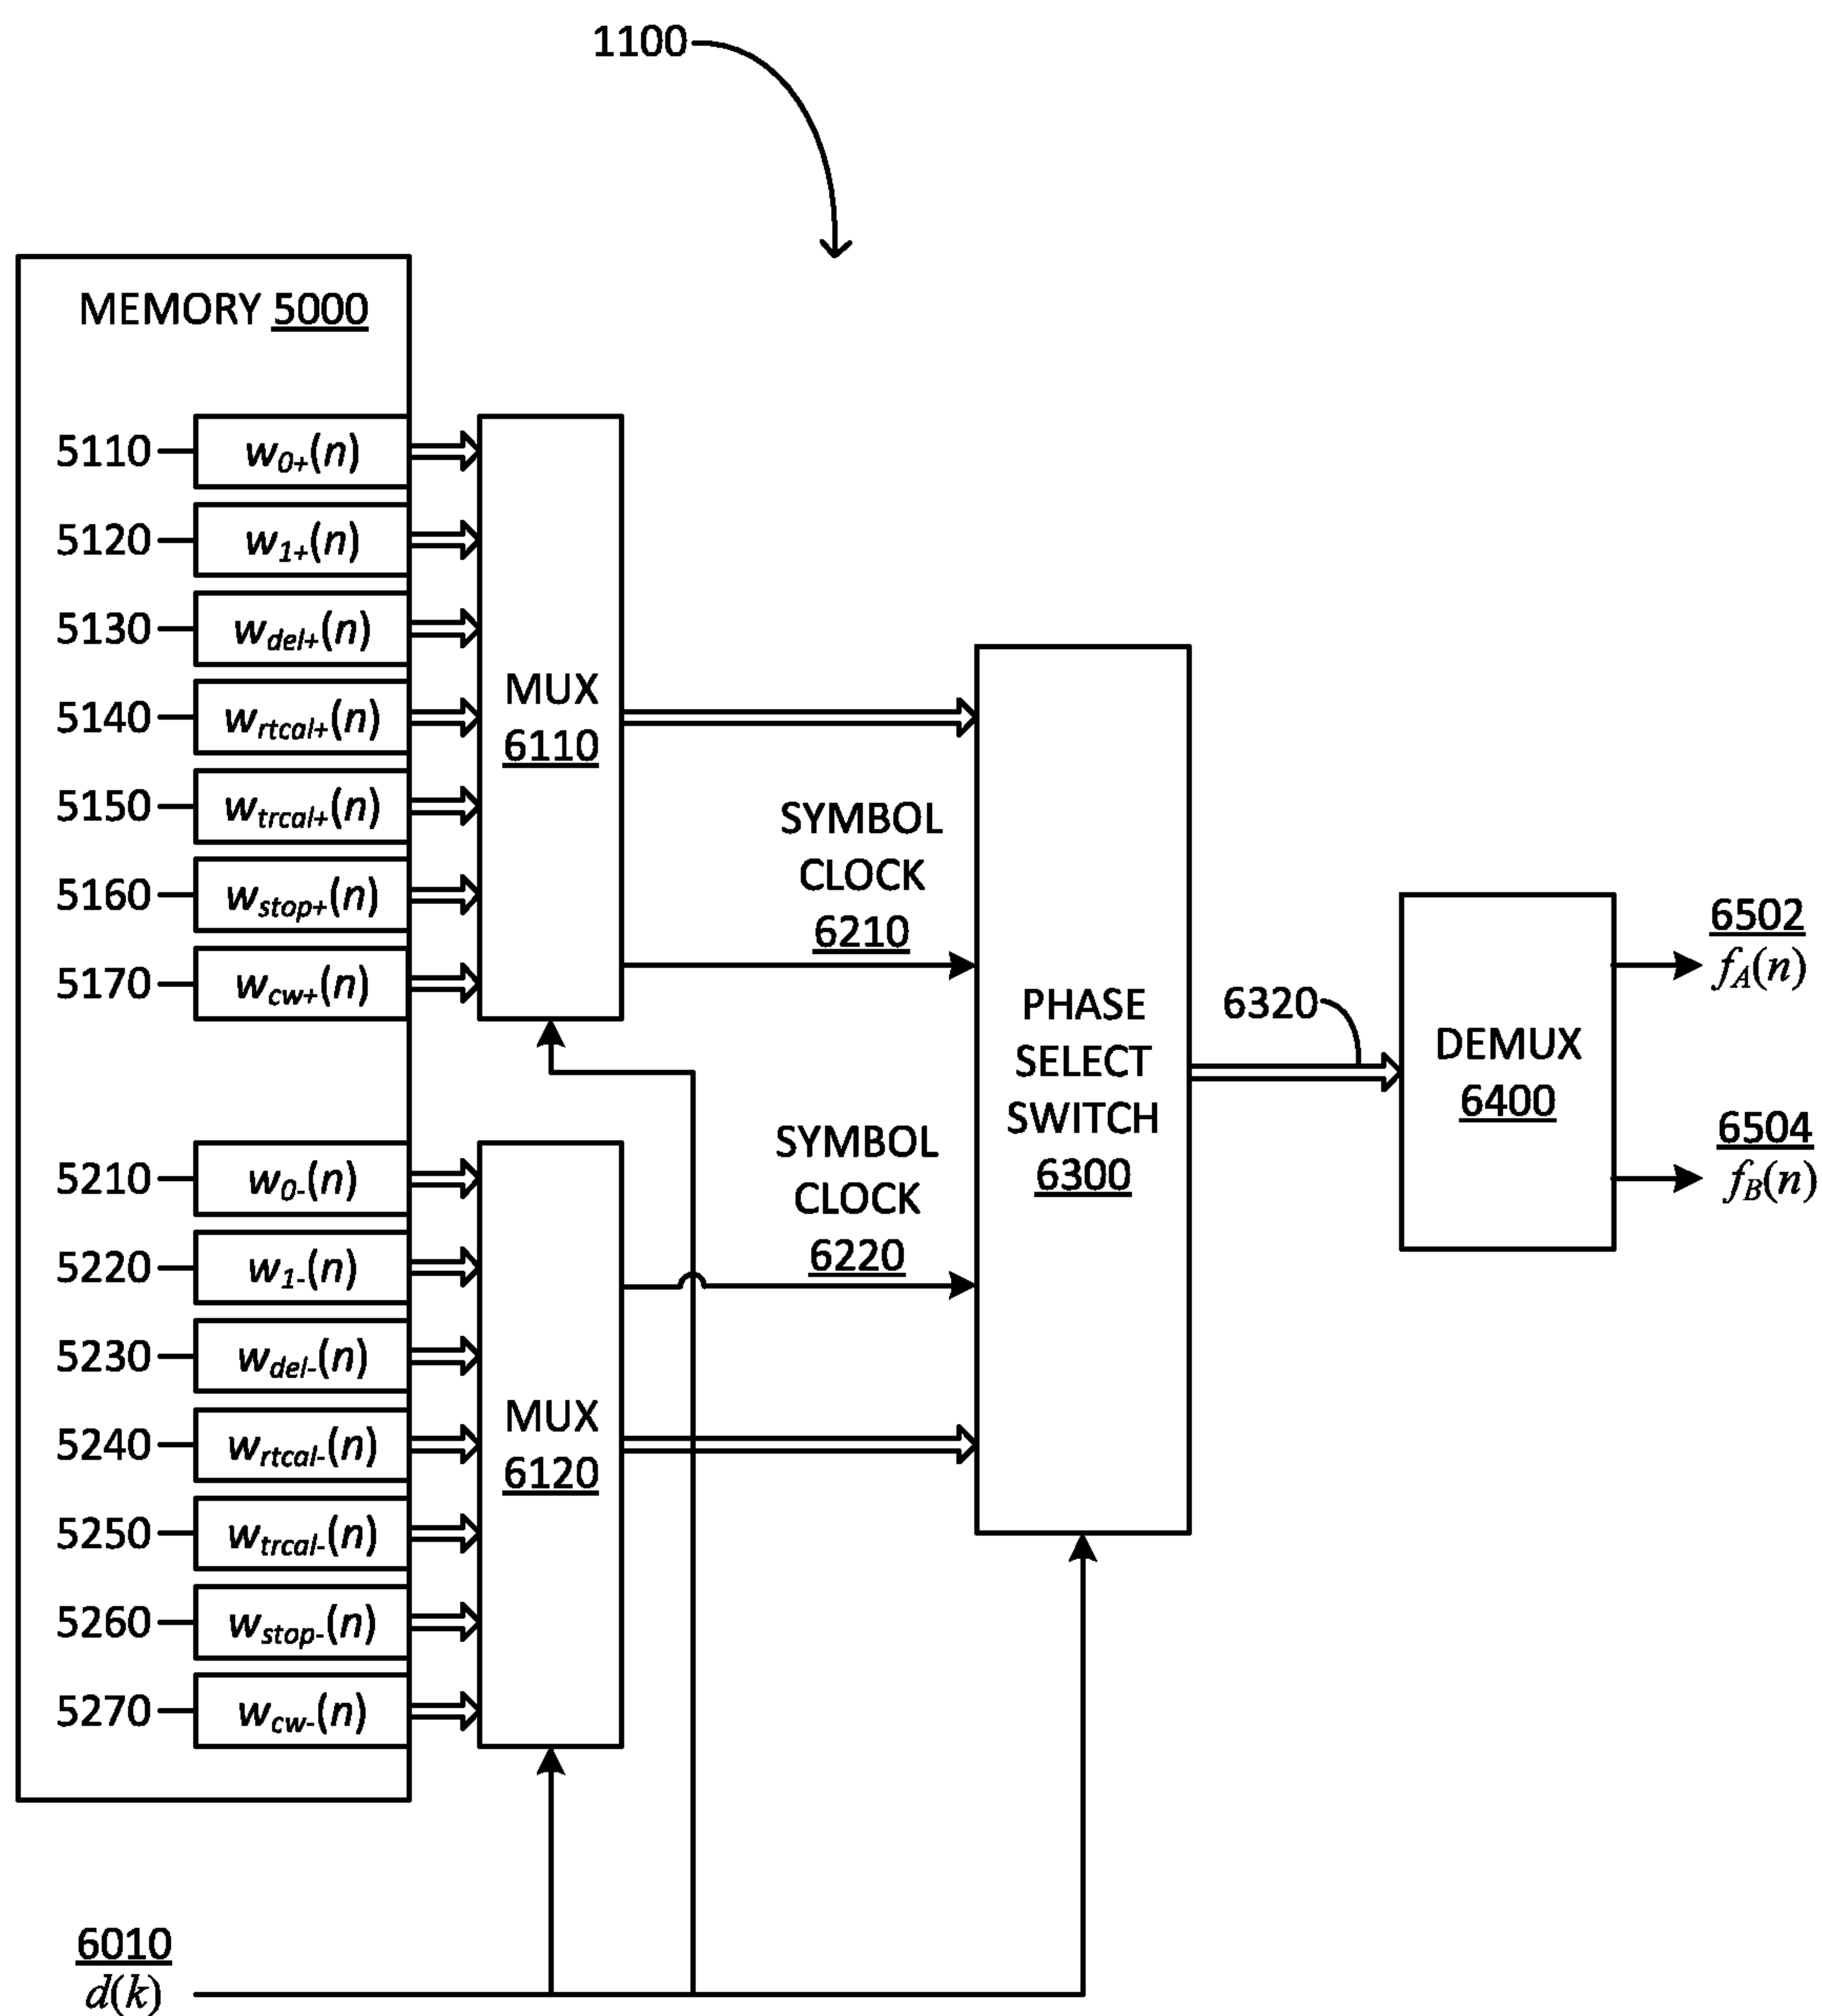 1100
MEMORY 5000
5110 w0+(n)
5120 w1+(n)
5130 wdel+(n)
5140 wrtcal+(n)
5150 wtrcal+(n)
5160 wstop+(n)
5170 wcw+(n)
MUX
6110
SYMBOL
CLOCK
6210
5210 w0-(n)
5220 w1-(n)
5230 wdel-(n)
5240 wrtcal-(n)
5250 wtrcal-(n)
5260 wstop-(n)
5270 wcw-(n)
MUX
6120
SYMBOL
CLOCK
6220
PHASE
SELECT
SWITCH
6300
6320
DEMUX
6400
6502
fA(n)
6504
fB(n)
6010
d(k)